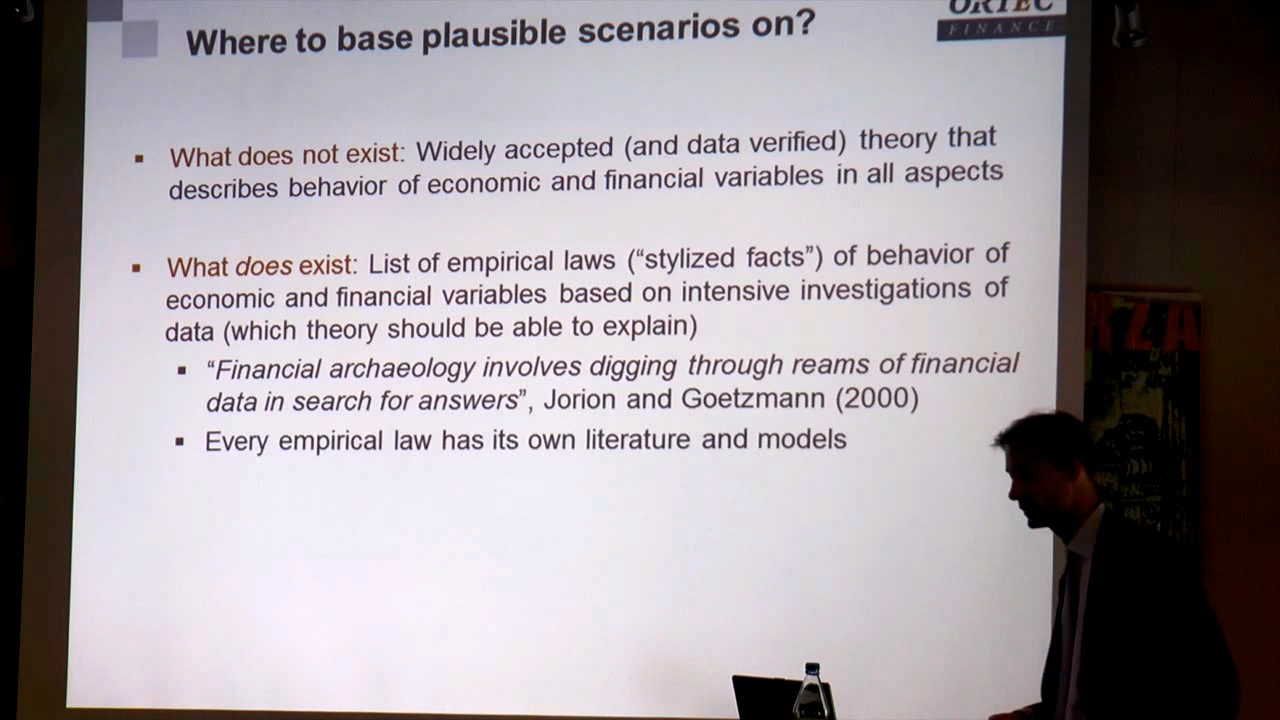 Where to base plausible scenarios on?
ORTEC
FINANCE
▪ What does not exist: Widely accepted (and data verified) theory that
describes behavior of economic and financial variables in all aspects
▪ What does exist: List of empirical laws (“stylized facts”) of behavior of
economic and financial variables based on intensive investigations of
data (which theory should be able to explain)
▪ “Financial archaeology involves digging through reams of financial
data in search for answers”, Jorion and Goetzmann (2000)
▪ Every empirical law has its own literature and models